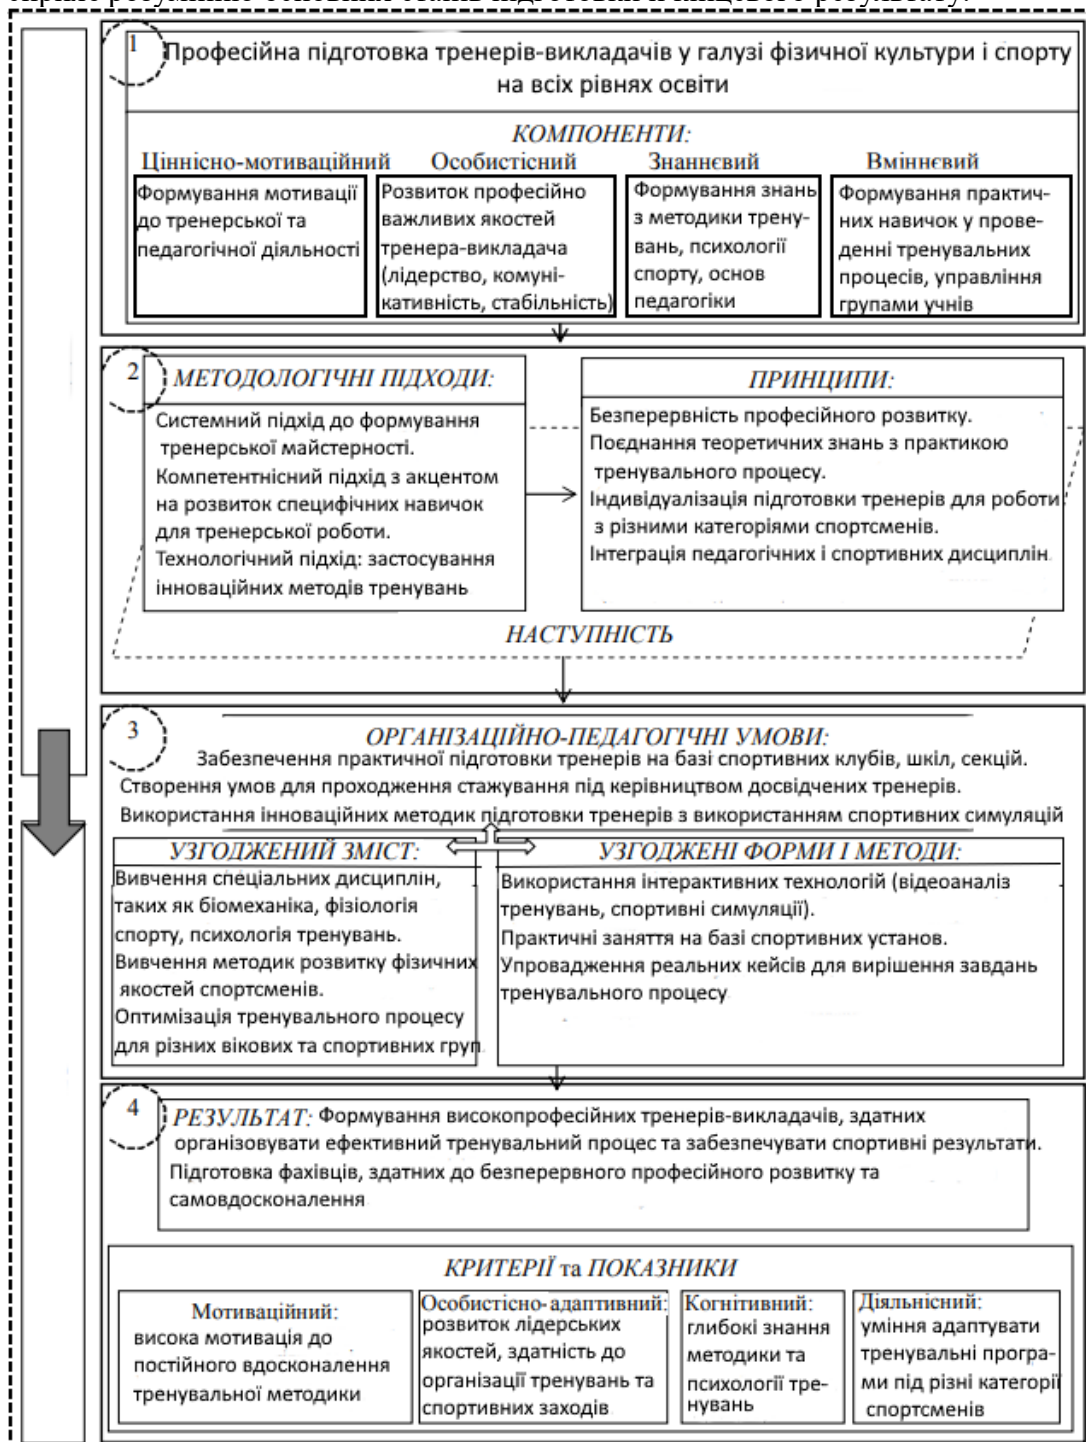 сприяє розумінню основних етапів підготовки й кінцевого результату.
1
Професійна підготовка тренерів-викладачів у галузі фізичної культури і спорту
на всіх рівнях освіти
КОМПОНЕНТИ:
Ціннісно-мотиваційний
Формування мотивації
до тренерської та
педагогічної діяльності
Особистісний
Розвиток професійно
важливих якостей
тренера-викладача
(лідерство, комуні-
кативність, стабільність)
Знаннєвий
Формування знань
з методики трену-
вань, психології
спорту, основ
педагогіки
Вміннєвий
Формування практич-
них навичок у прове-
денні тренувальних
процесів, управління
групами учнів
2
МЕТОДОЛОГІЧНІ ПІДХОДИ:
Системний підхід до формування
тренерської майстерності.
Компетентнісний підхід з акцентом
на розвиток специфічних навичок
для тренерської роботи.
Технологічний підхід: застосування
інноваційних методів тренувань
ПРИНЦИПИ:
Безперервність професійного розвитку.
Поєднання теоретичних знань з практикою
тренувального процесу.
Індивідуалізація підготовки тренерів для роботи
з різними категоріями спортсменів.
Інтеграція педагогічних і спортивних дисциплін
НАСТУПНІСТЬ
3
ОРГАНІЗАЦІЙНО-ПЕДАГОГІЧНІ УМОВИ:
Забезпечення практичної підготовки тренерів на базі спортивних клубів, шкіл, секцій.
Створення умов для проходження стажування під керівництвом досвідчених тренерів.
Використання інноваційних методик підготовки тренерів з використанням спортивних симуляцій
УЗГОДЖЕНИЙ ЗМІСТ:
Вивчення спеціальних дисциплін,
таких як біомеханіка, фізіологія
спорту, психологія тренувань.
Вивчення методик розвитку фізичних
якостей спортсменів.
Оптимізація тренувального процесу
для різних вікових та спортивних груп
УЗГОДЖЕНІ ФОРМИ І МЕТОДИ:
Використання інтерактивних технологій (відеоаналіз
тренувань, спортивні симуляції).
Практичні заняття на базі спортивних установ.
Упровадження реальних кейсів для вирішення завдань
тренувального процесу
4
РЕЗУЛЬТАТ: Формування високопрофесійних тренерів-викладачів, здатних
організовувати ефективний тренувальний процес та забезпечувати спортивні результати.
Підготовка фахівців, здатних до безперервного професійного розвитку та
самовдосконалення
КРИТЕРІЇ та ПОКАЗНИКИ
Мотиваційний:
висока мотивація до
постійного вдосконалення
тренувальної методики
Особистісно-адаптивний:
розвиток лідерських
якостей, здатність до
організації тренувань та
спортивних заходів
Когнітивний:
глибокі знання
методики та
психології тре-
нувань
Діяльнісний:
уміння адаптувати
тренувальні програ-
ми під різні категорії
спортсменів